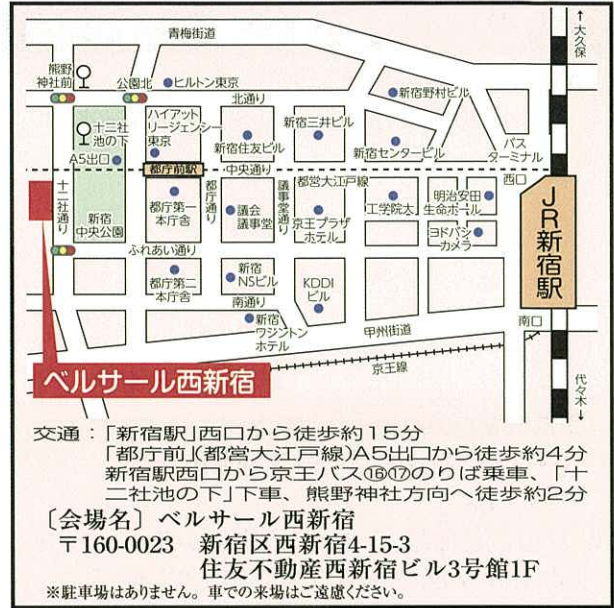 青梅街道
↑大久保
熊野
神社前
公園北
ヒルトン東京
北通り
新宿野村ビル
十二社
池の下
ハイアット
リージェンシー
東京
新宿住友ビル
新宿三井ビル
新宿センタービル
バス
ターミナル
A5出口
都庁前駅
中央通り
都営大江戸線
西口
十二社通り
新宿
中央公園
都庁第一
本庁舎
都庁通り
議会
議事堂
議事堂通り
京王プラザ
ホテル
工学院大
明治安田
生命ホール
ヨドバシ
カメラ
JR新宿駅
ふれあい通り
都庁第二
本庁舎
新宿
NSビル
KDDI
ビル
南通り
新宿
ワシントン
ホテル
甲州街道
南口
京王線
代々木↓
ベルサール西新宿
交通：「新宿駅」西口から徒歩約15分
「都庁前」(都営大江戸線)A5出口から徒歩約4分
新宿駅西口から京王バス⑯⑰のりば乗車、「十
二社池の下」下車、熊野神社方向へ徒歩約2分
〔会場名〕ベルサール西新宿
〒160-0023　新宿区西新宿4-15-3
住友不動産西新宿ビル3号館1F
※駐車場はありません。車での来場はご遠慮ください。